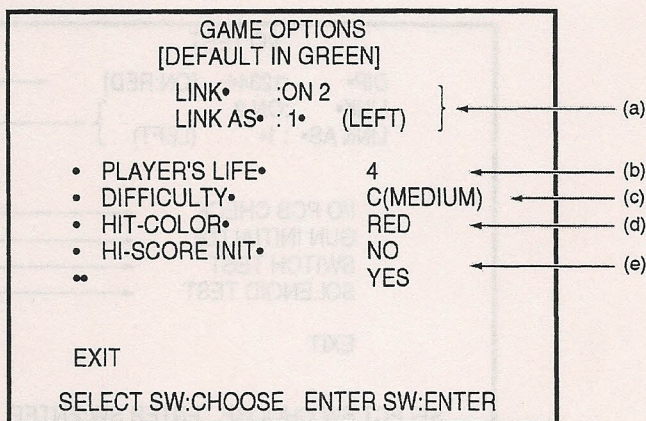 GAME OPTIONS
[DEFAULT IN GREEN]
LINK• :ON 2
LINK AS• : 1• (LEFT) (a)
• PLAYER'S LIFE• 4 (b)
• DIFFICULTY• C(MEDIUM) (c)
• HIT-COLOR• RED (d)
• HI-SCORE INIT• NO (e)
•• YES
EXIT
SELECT SW:CHOOSE ENTER SW:ENTER